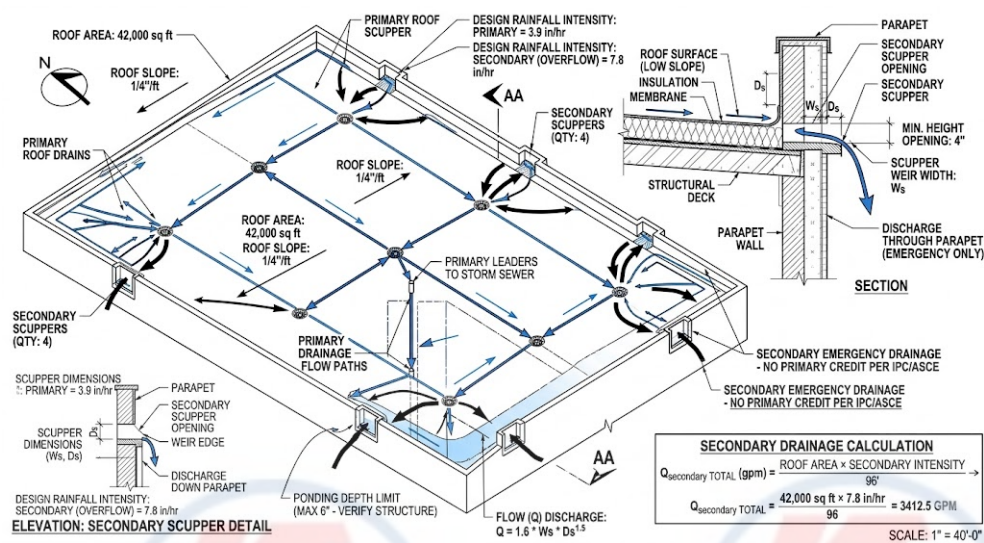 ROOF AREA: 42,000 sq ft
N
ROOF SLOPE:
1/4"/ft
PRIMARY ROOF
SCUPPER
DESIGN RAINFALL INTENSITY:
PRIMARY = 3.9 in/hr
DESIGN RAINFALL INTENSITY:
SECONDARY (OVERFLOW) = 7.8
in/hr
AA
SECONDARY
SCUPPERS
(QTY: 4)
PRIMARY
ROOF DRAINS
ROOF SLOPE:
1/4"/ft
ROOF AREA:
42,000 sq ft
ROOF SLOPE:
1/4"/ft
PRIMARY LEADERS
TO STORM SEWER
SECONDARY
SCUPPERS
(QTY: 4)
PRIMARY
DRAINAGE
FLOW PATHS
PARAPET
SECONDARY
SCUPPER
OPENING
SECONDARY
SCUPPER
ROOF SURFACE
(LOW SLOPE)
INSULATION
MEMBRANE
Ds
Ws
Ds
MIN. HEIGHT
OPENING: 4"
SCUPPER
WEIR WIDTH:
Ws
STRUCTURAL
DECK
PARAPET
WALL
DISCHARGE
THROUGH PARAPET
(EMERGENCY ONLY)
SECTION
SECONDARY EMERGENCY DRAINAGE
- NO PRIMARY CREDIT PER IPC/ASCE
SECONDARY EMERGENCY DRAINAGE
- NO PRIMARY CREDIT PER IPC/ASCE
SCUPPER DIMENSIONS
: PRIMARY = 3.9 in/hr
PARAPET
SECONDARY
SCUPPER
OPENING
WEIR EDGE
Ds
SCUPPER
DIMENSIONS
(Ws, Ds)
DISCHARGE
DOWN PARAPET
DESIGN RAINFALL INTENSITY:
SECONDARY (OVERFLOW) = 7.8 in/hr
ELEVATION: SECONDARY SCUPPER DETAIL
PONDING DEPTH LIMIT
(MAX 6" - VERIFY STRUCTURE)
FLOW (Q) DISCHARGE:
Q = 1.6 * Ws * Ds1.5
AA
SECONDARY DRAINAGE CALCULATION
Qsecondary TOTAL (gpm) = ROOF AREA × SECONDARY INTENSITY
96'
Qsecondary TOTAL = 42,000 sq ft × 7.8 in/hr = 3412.5 GPM
96
SCALE: 1" = 40'-0"